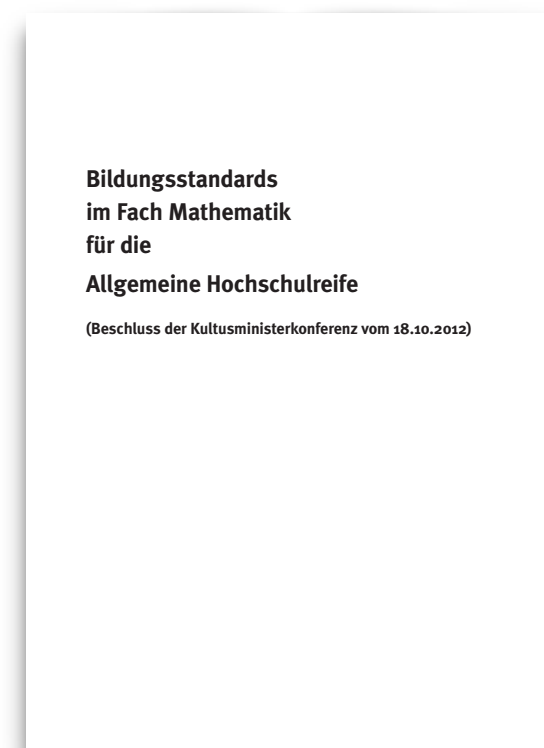 Bildungsstandards
im Fach Mathematik
für die
Allgemeine Hochschulreife
(Beschluss der Kultusministerkonferenz vom 18.10.2012)